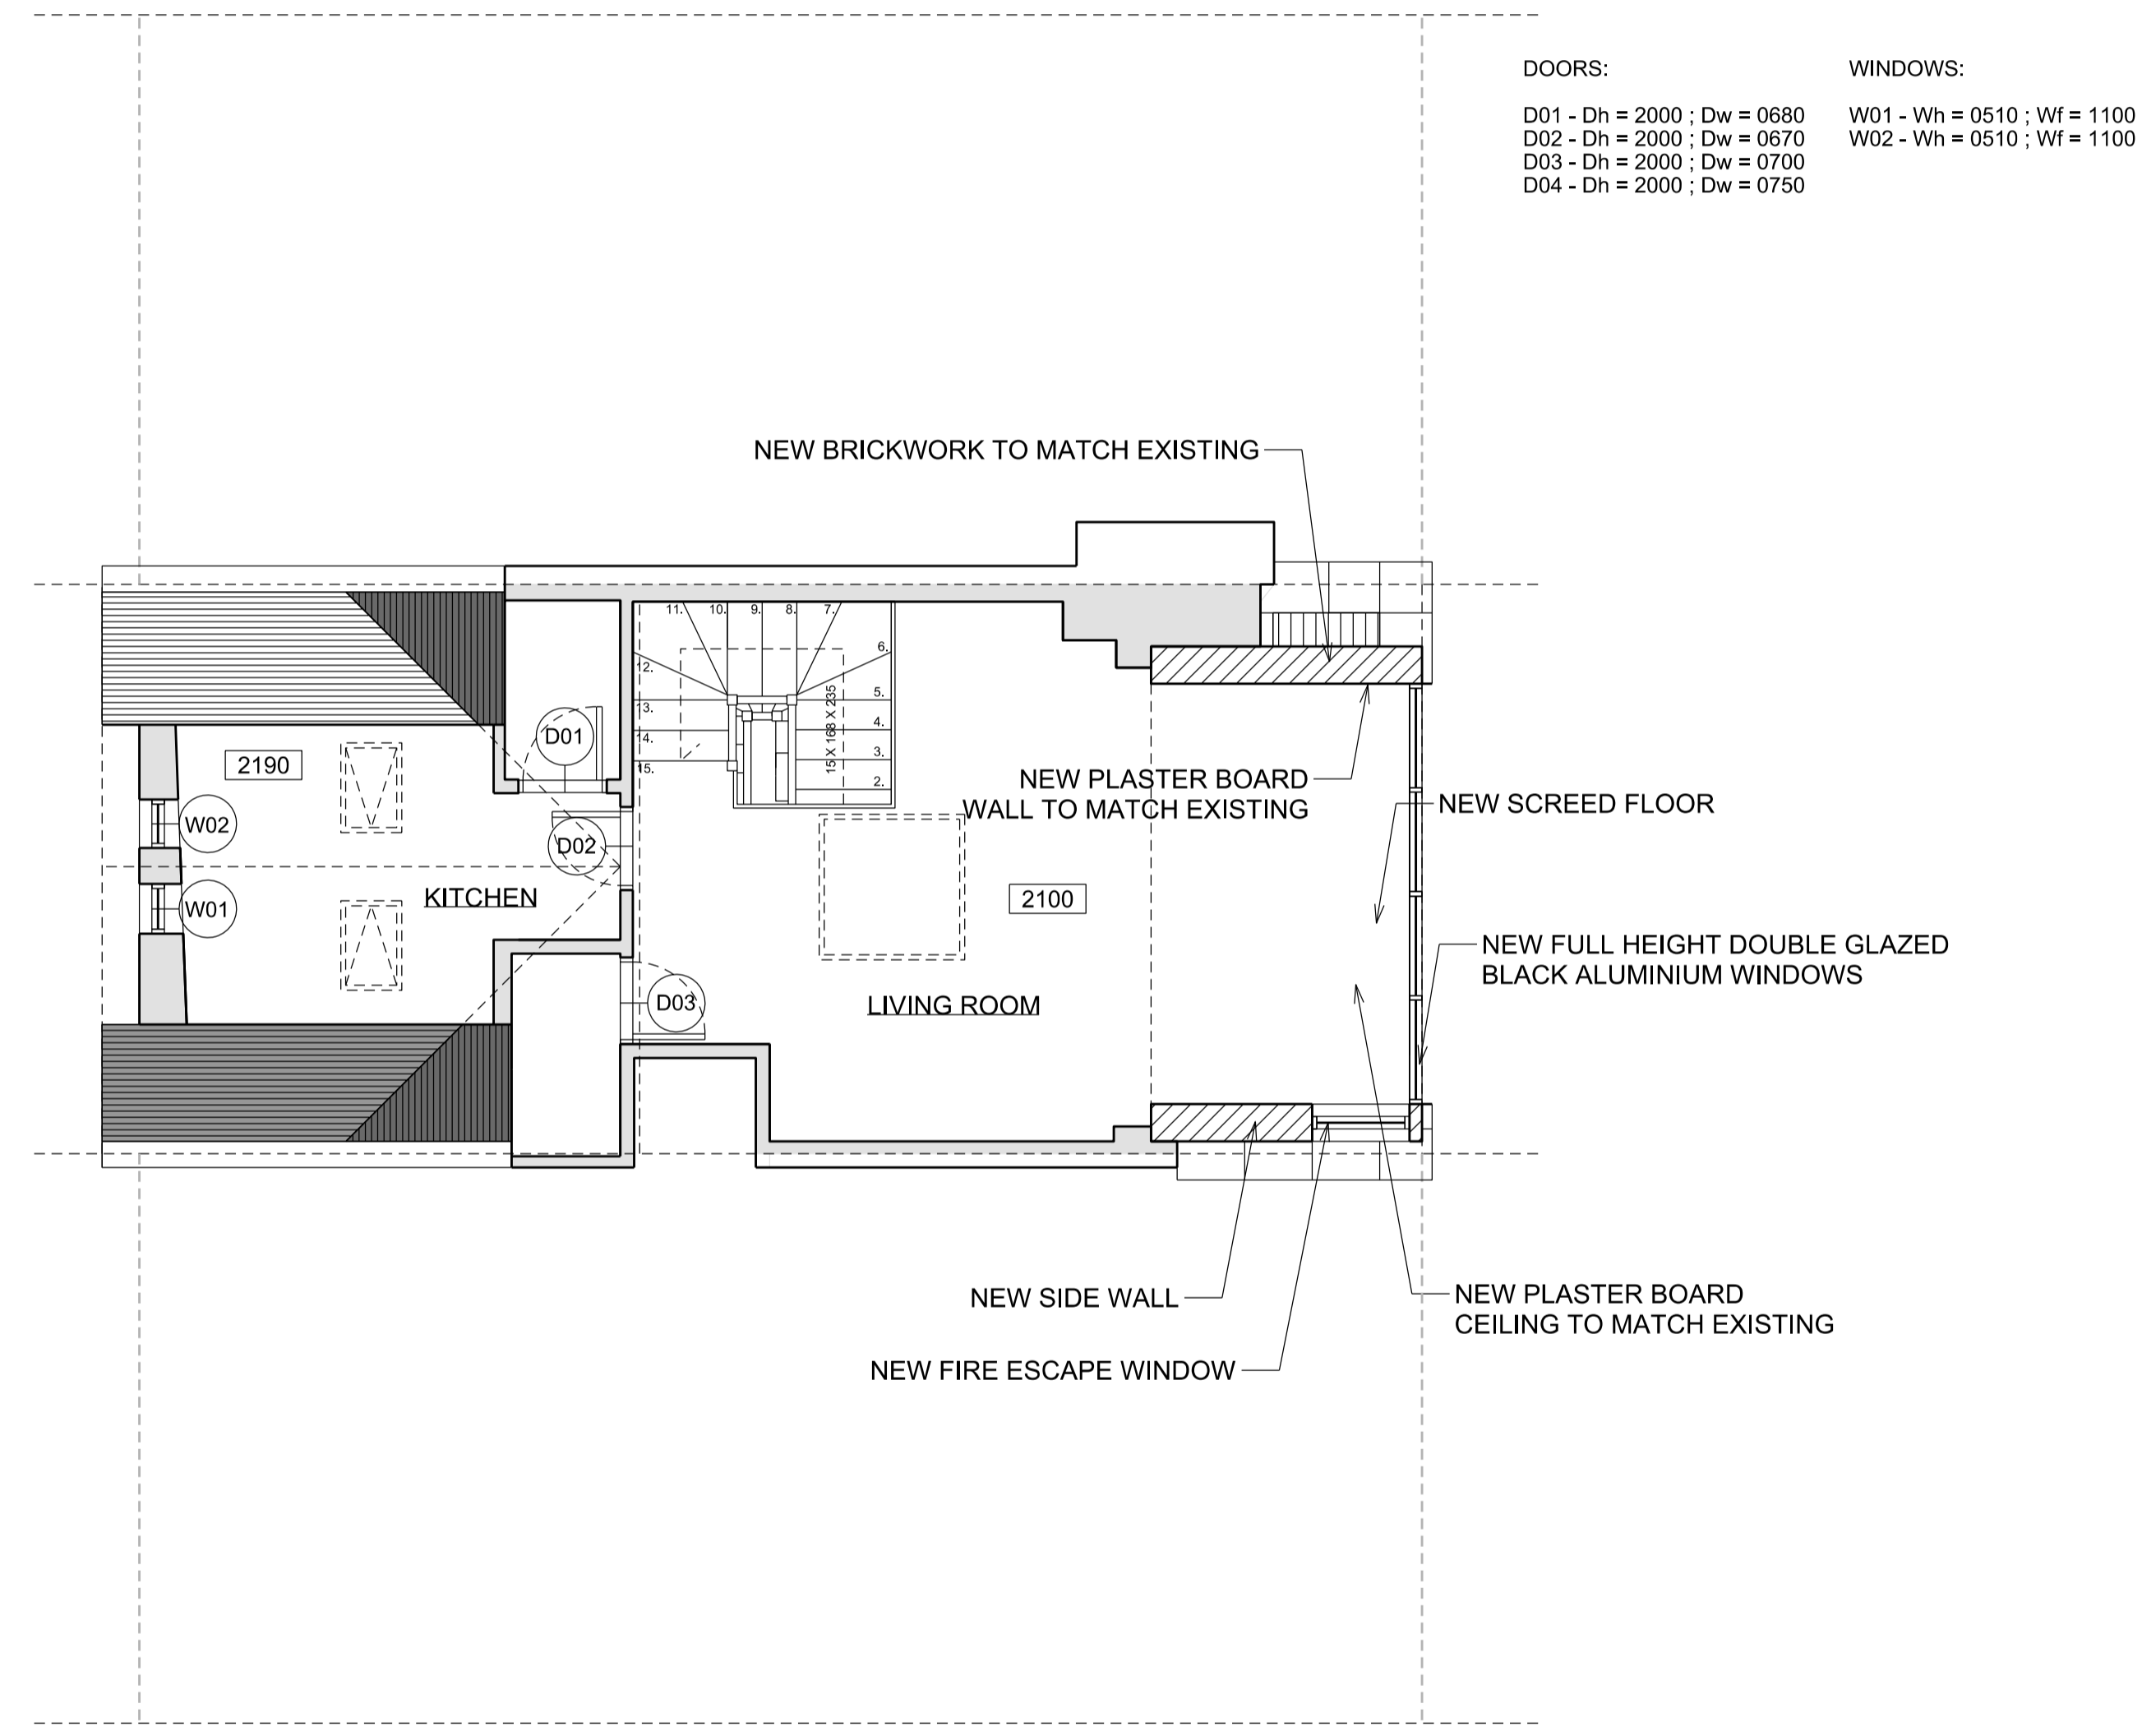 DOORS:
D01 - Dh = 2000 ; Dw = 0680
D02 - Dh = 2000 ; Dw = 0670
D03 - Dh = 2000 ; Dw = 0700
D04 - Dh = 2000 ; Dw = 0750
WINDOWS:
W01 - Wh = 0510 ; Wf = 1100
W02 - Wh = 0510 ; Wf = 1100
NEW BRICKWORK TO MATCH EXISTING
11.
10.
9.
8.
7.
6.
12.
5.
13.
4.
14.
3.
15.
2.
15 X 168 X 235
D01
2190
NEW PLASTER BOARD
WALL TO MATCH EXISTING
NEW SCREED FLOOR
W02
D02
KITCHEN
2100
W01
NEW FULL HEIGHT DOUBLE GLAZED
BLACK ALUMINIUM WINDOWS
D03
LIVING ROOM
NEW SIDE WALL
NEW PLASTER BOARD
CEILING TO MATCH EXISTING
NEW FIRE ESCAPE WINDOW